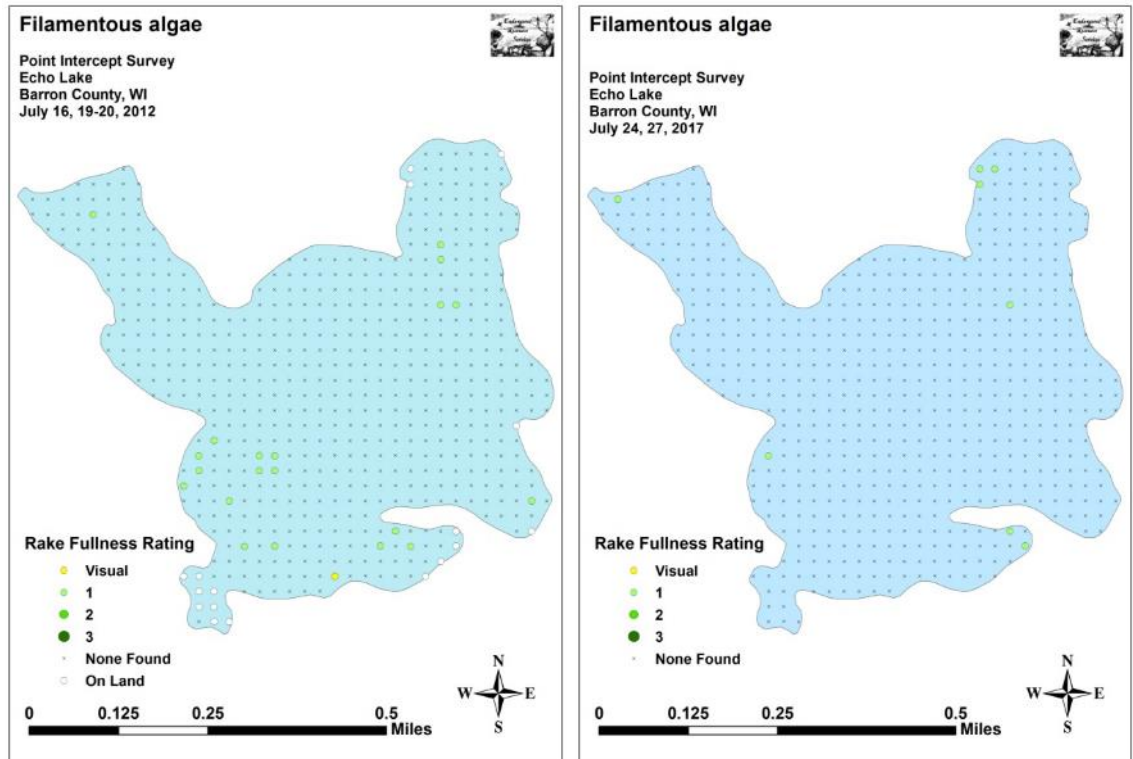 Filamentous algae
Point Intercept Survey
Echo Lake
Barron County, WI
July 16, 19-20, 2012
Rake Fullness Rating
Visual
1
2
3
None Found
On Land
N
W E
S
0 0.125 0.25 0.5
Miles
Filamentous algae
Point Intercept Survey
Echo Lake
Barron County, WI
July 24, 27, 2017
Rake Fullness Rating
Visual
1
2
3
None Found
N
W E
S
0 0.125 0.25 0.5
Miles